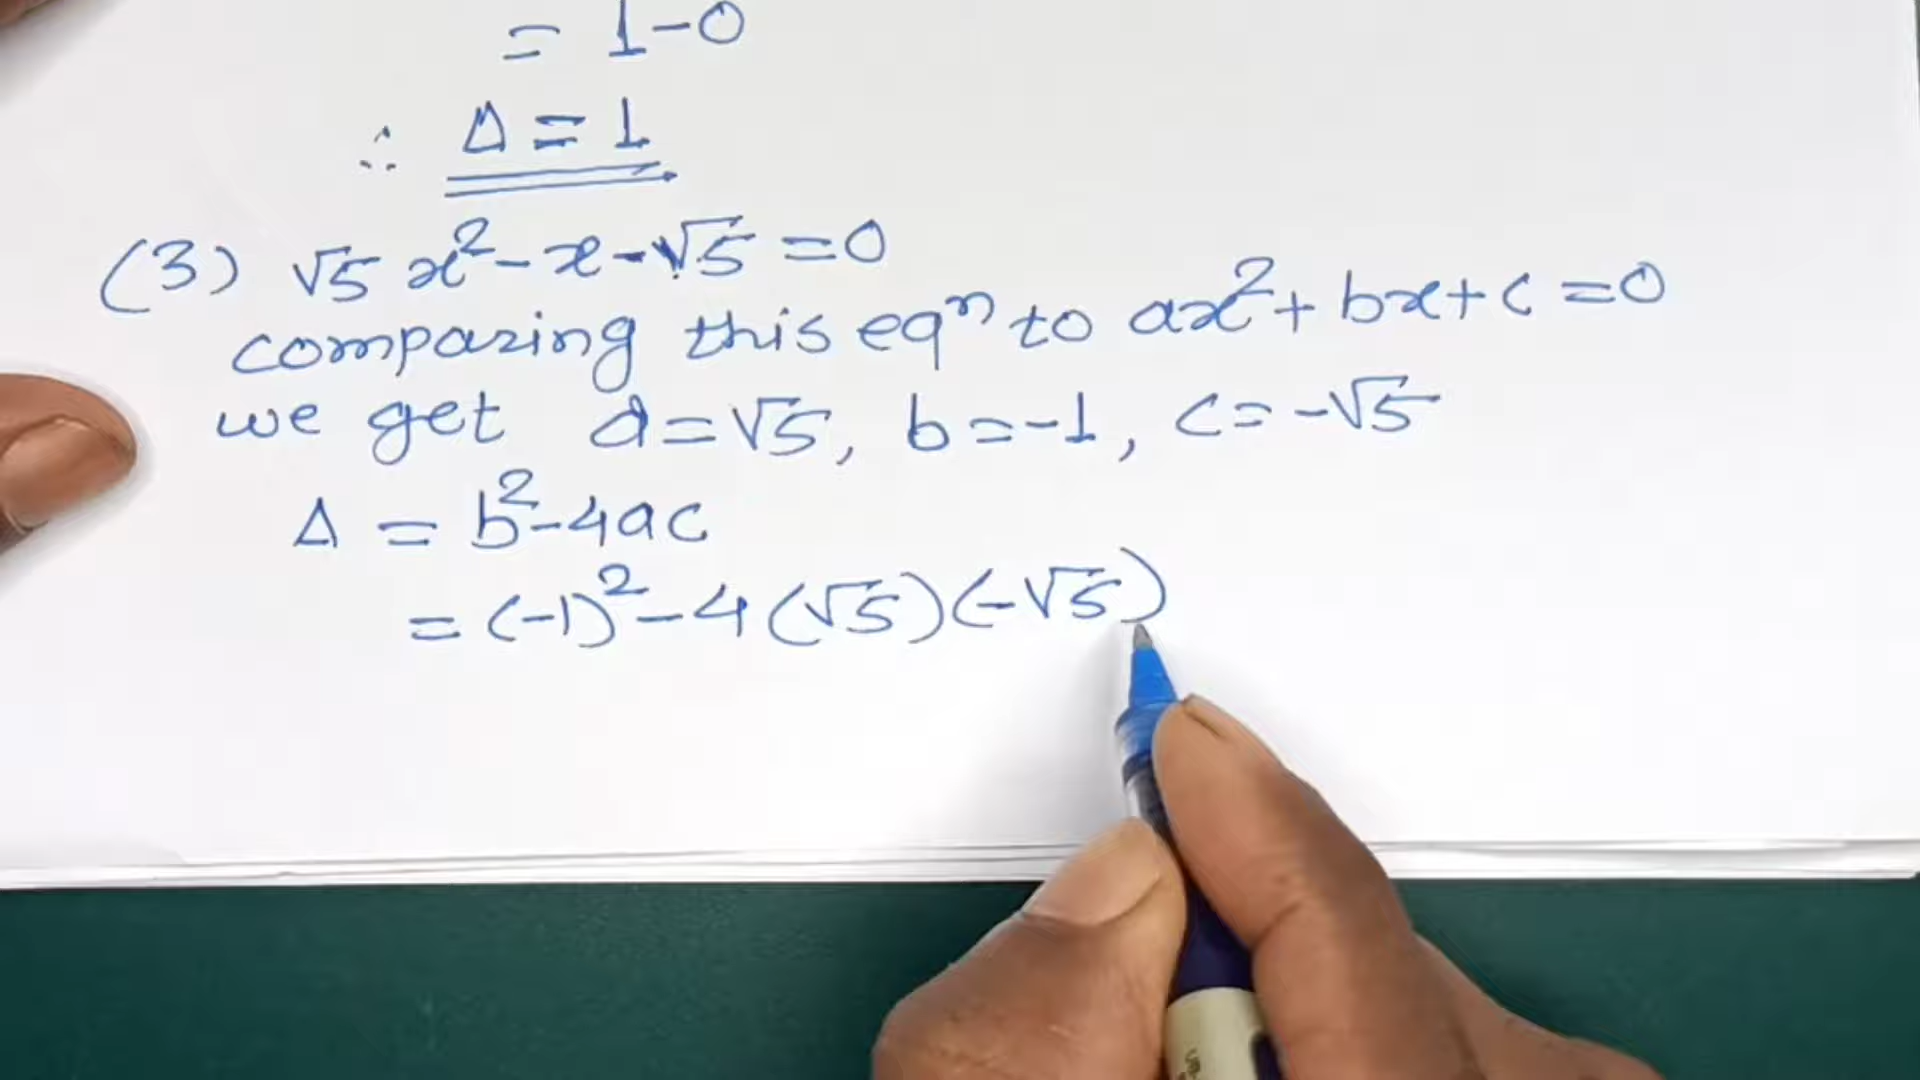 = 1-0
∴ Δ = 1
(3) √5 x² - x - √5 = 0
comparing this eqⁿ to ax² + bx + c = 0
we get a = √5, b = -1, c = -√5
Δ = b² - 4ac
= (-1)² - 4 (√5) (-√5)